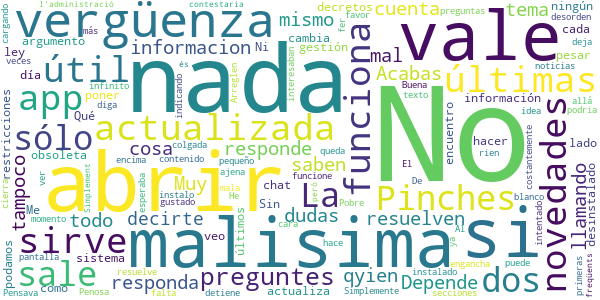 l'administració contestaria decretos favor preguntas ningún
cargando vergüenza más mismo cuenta tema desorden
ley argumento Ni cambia gestión fer cada deja
veces informacion nada vale mal pesar
día infinito útil diga indicando és Arreglen interesaban Acabas últimas noticias
restricciones app poner Qué actualizada funciona No texto Buena información idea allá podria
sólo cosa responde encuentro hacer rien novedades lado
obsoleta encima queda saben El costantemente
tampoco ver abrir colgada contenido pequeño ajena funcione La Pinches De blanco
cierra Simplemente esperaba Muy chat He Sin peró Pobre dudas intentado llamando desinstalado
Me momento todo decirte instalo gustado mala resuelven Al si
podamos sirve veo últimos malisima cara ya primeras freqüents
pantalla sistema hace qyien instalado engancha puede
sale como preguntes resuelve Depende dos
Pensava Penosa falta responda actualiza detiene Simplemente secciones